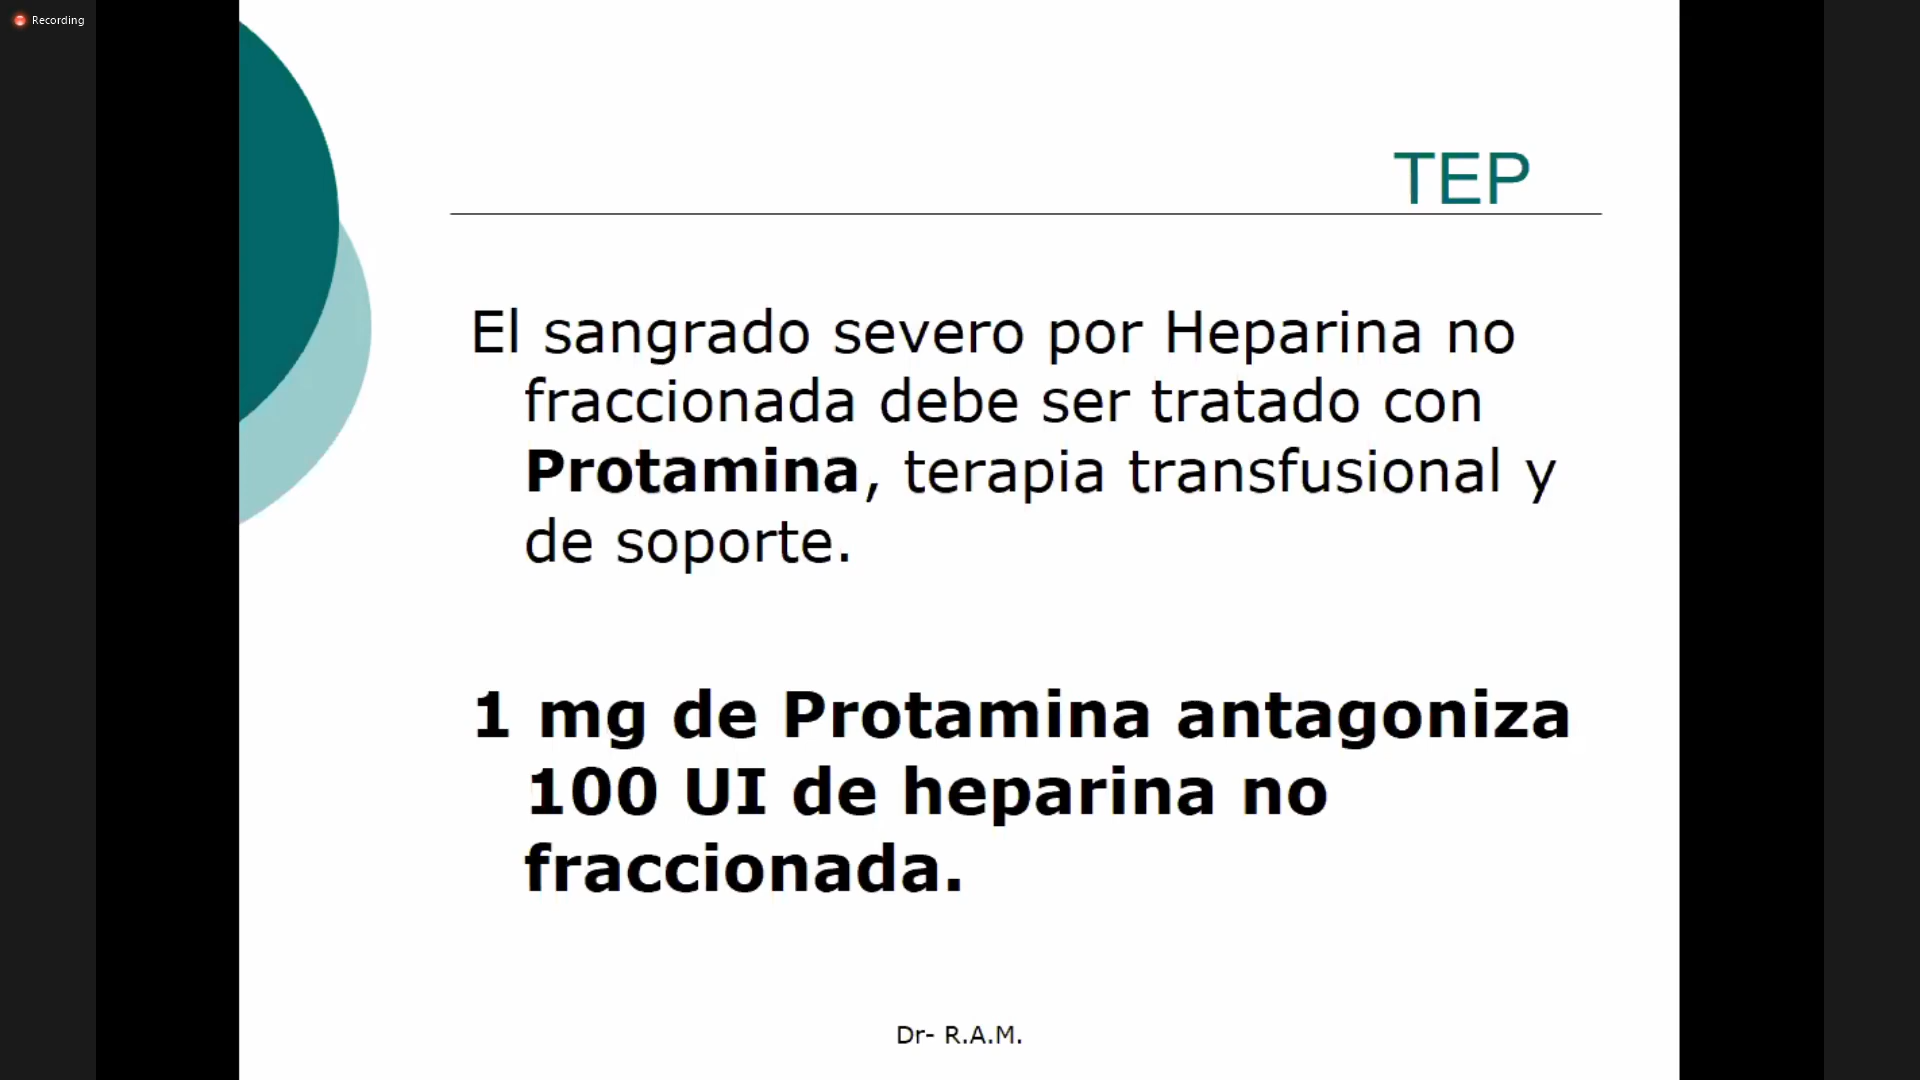 Recording
TEP
El sangrado severo por Heparina no
fraccionada debe ser tratado con
Protamina, terapia transfusional y
de soporte.
1 mg de Protamina antagoniza
100 UI de heparina no
fraccionada.
Dr- R.A.M.